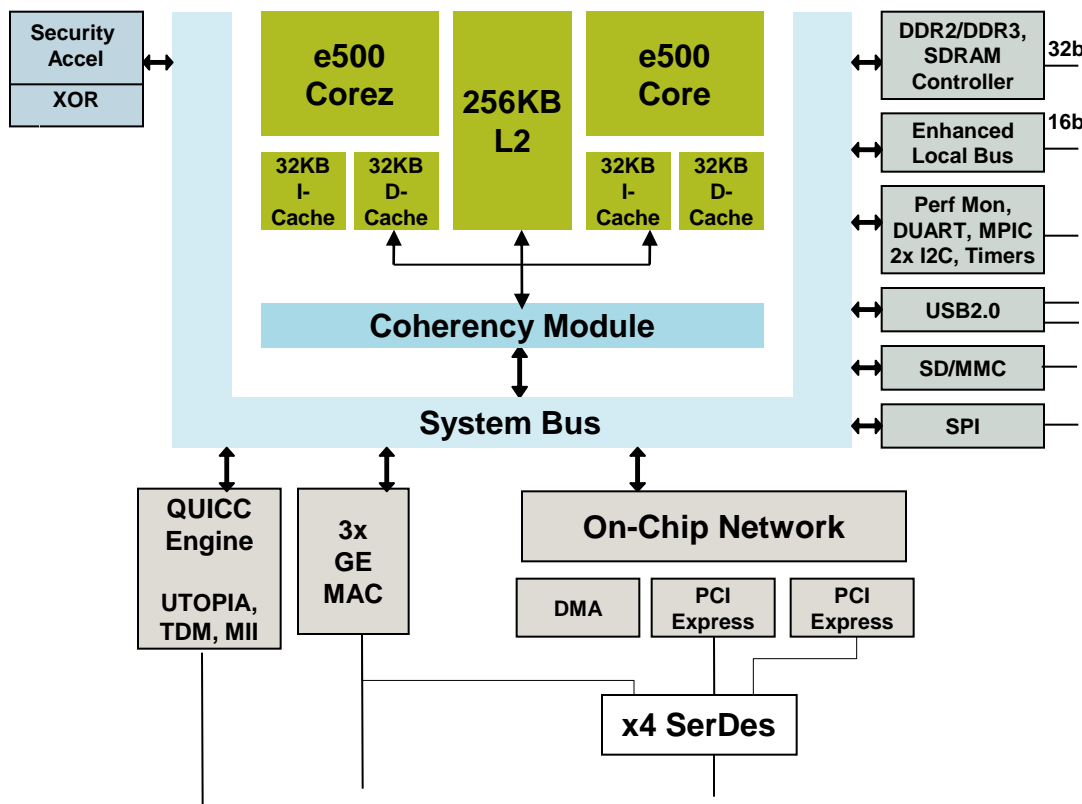 Security
Accel
XOR
e500
Corez
256KB
L2
e500
Core
32KB
I-
Cache
32KB
D-
Cache
32KB
I-
Cache
32KB
D-
Cache
Coherency Module
System Bus
DDR2/DDR3,
SDRAM
Controller
32b
Enhanced
Local Bus
16b
Perf Mon,
DUART, MPIC
2x I2C, Timers
USB2.0
SD/MMC
SPI
QUICC
Engine
UTOPIA,
TDM, MII
3x
GE
MAC
On-Chip Network
DMA
PCI
Express
PCI
Express
x4 SerDes